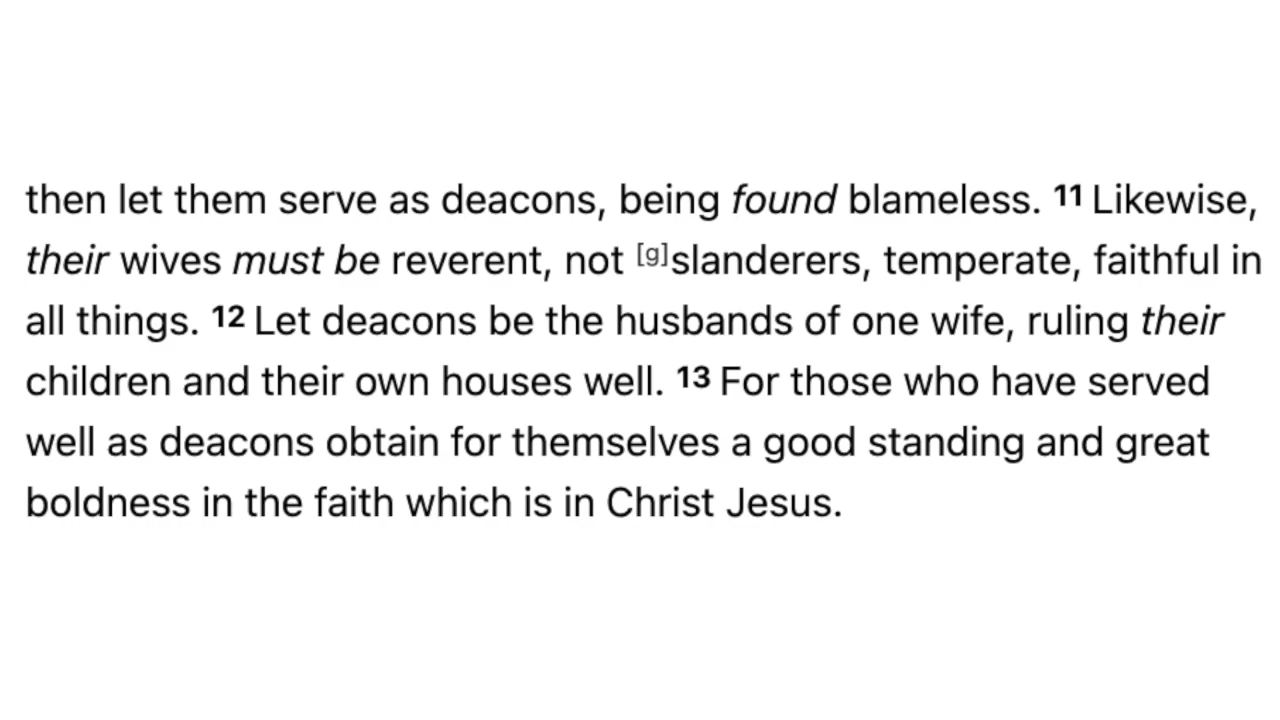 then let them serve as deacons, being found blameless. 11 Likewise,
their wives must be reverent, not [g]slanderers, temperate, faithful in
all things. 12 Let deacons be the husbands of one wife, ruling their
children and their own houses well. 13 For those who have served
well as deacons obtain for themselves a good standing and great
boldness in the faith which is in Christ Jesus.